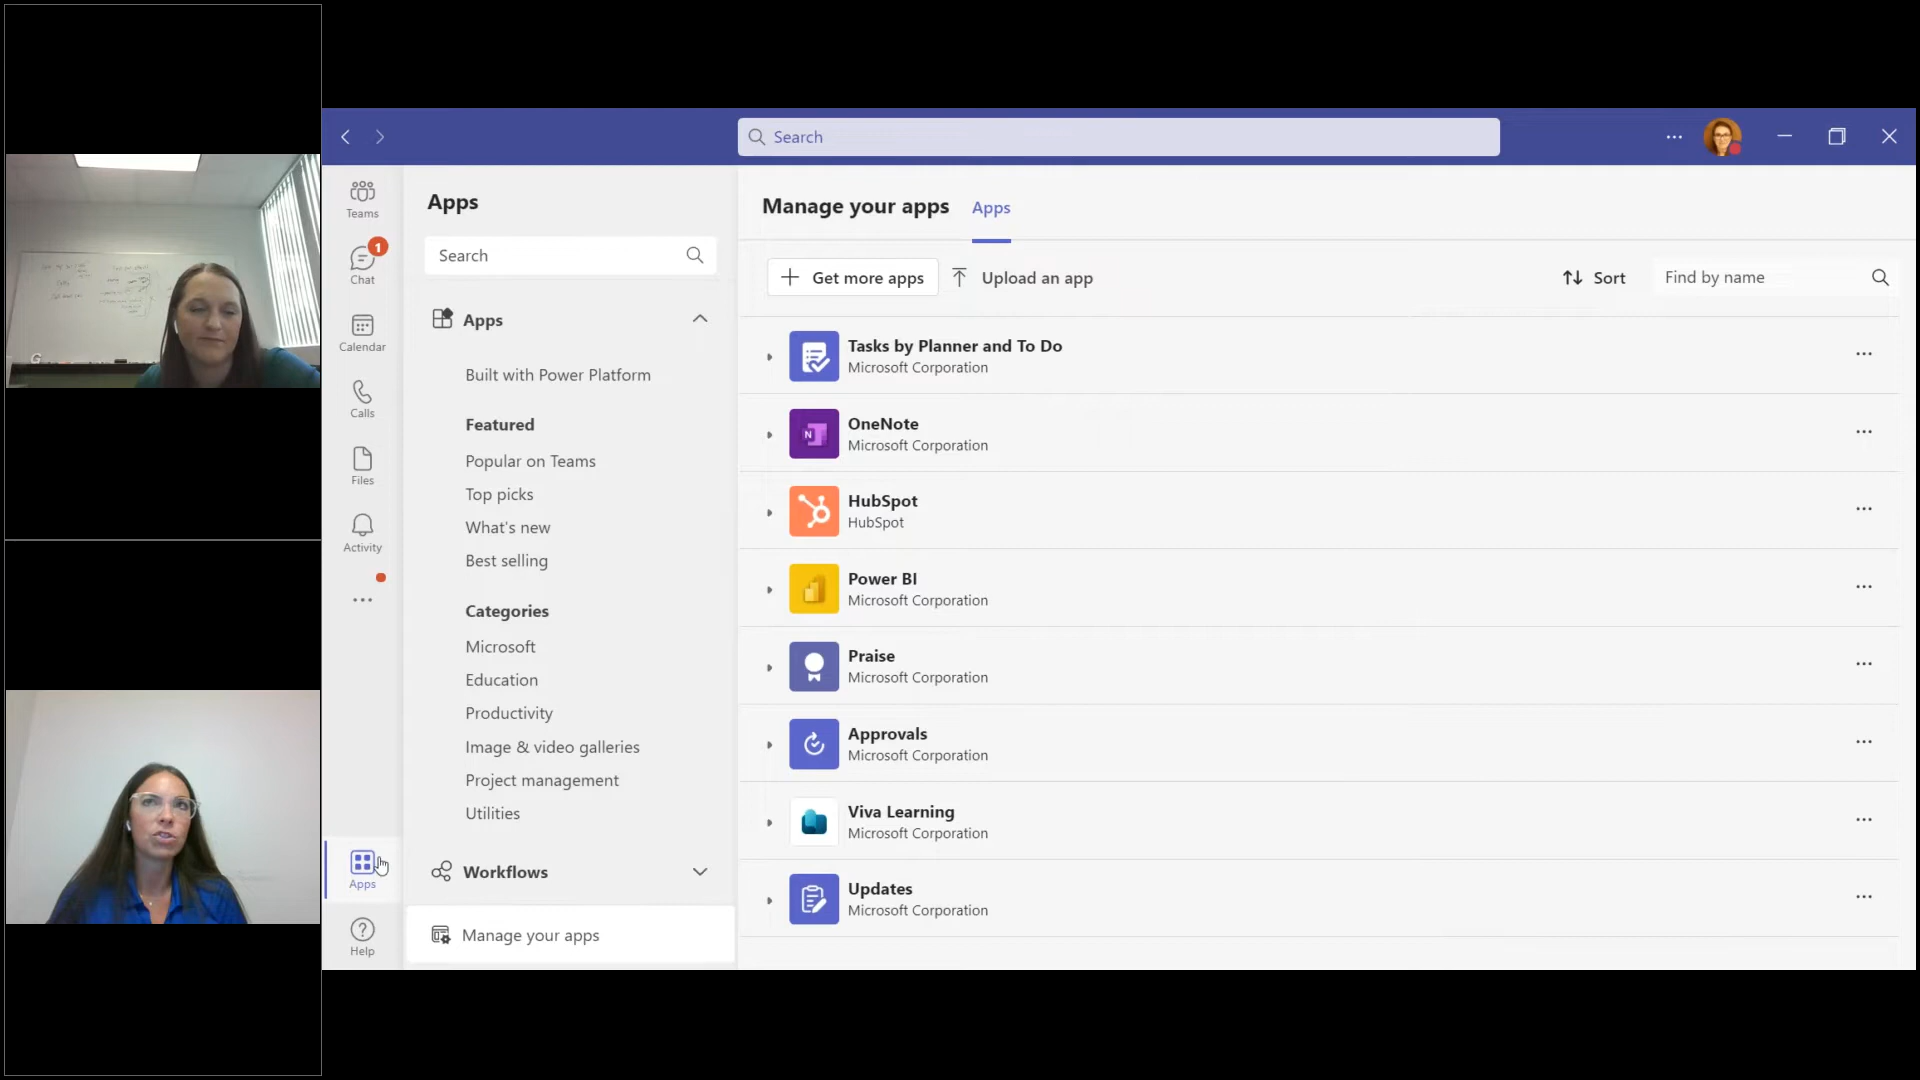 Search
Teams
1
Chat
Calendar
Calls
Files
Activity
Apps
Help
Apps
Search
Apps
Built with Power Platform
Featured
Popular on Teams
Top picks
What's new
Best selling
Categories
Microsoft
Education
Productivity
Image & video galleries
Project management
Utilities
Workflows
Manage your apps
Manage your apps Apps
Get more apps Upload an app Sort Find by name
Tasks by Planner and To Do
Microsoft Corporation
N
OneNote
Microsoft Corporation
HubSpot
HubSpot
Power BI
Microsoft Corporation
Praise
Microsoft Corporation
Approvals
Microsoft Corporation
Viva Learning
Microsoft Corporation
Updates
Microsoft Corporation